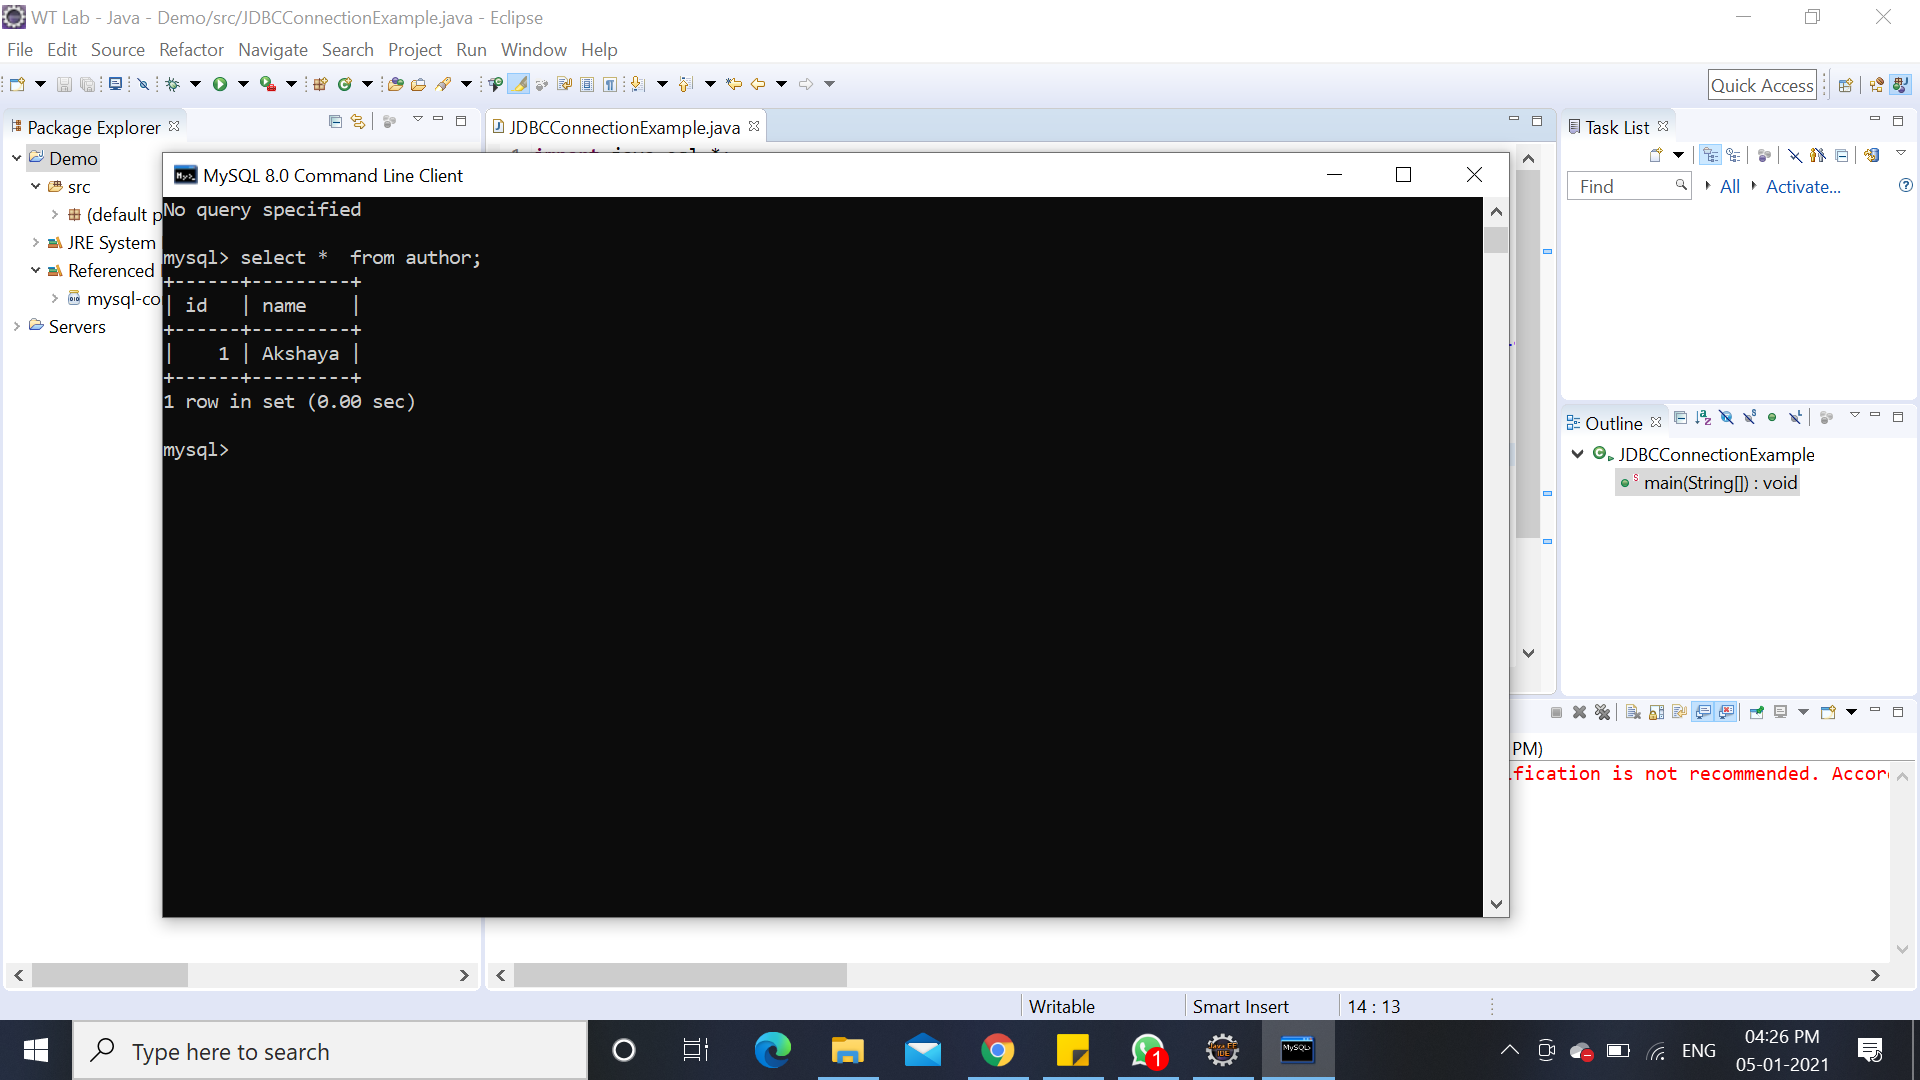 WT Lab - Java - Demo/src/JDBCConnectionExample.java - Eclipse
File Edit Source Refactor Navigate Search Project Run Window Help
Quick Access
Package Explorer
JDBCConnectionExample.java
Task List
Demo
src
(default p
JRE System
Referenced
mysql-co
Servers
MySQL 8.0 Command Line Client
No query specified
mysql> select *  from author;
+------+---------+
| id   | name    |
+------+---------+
|    1 | Akshaya |
+------+---------+
1 row in set (0.00 sec)
mysql>
Find
All
Activate...
Outline
JDBCConnectionExample
main(String[]) : void
PM)
fication is not recommended. Accor
Writable
Smart Insert
14 : 13
Type here to search
1
ENG
04:26 PM
05-01-2021